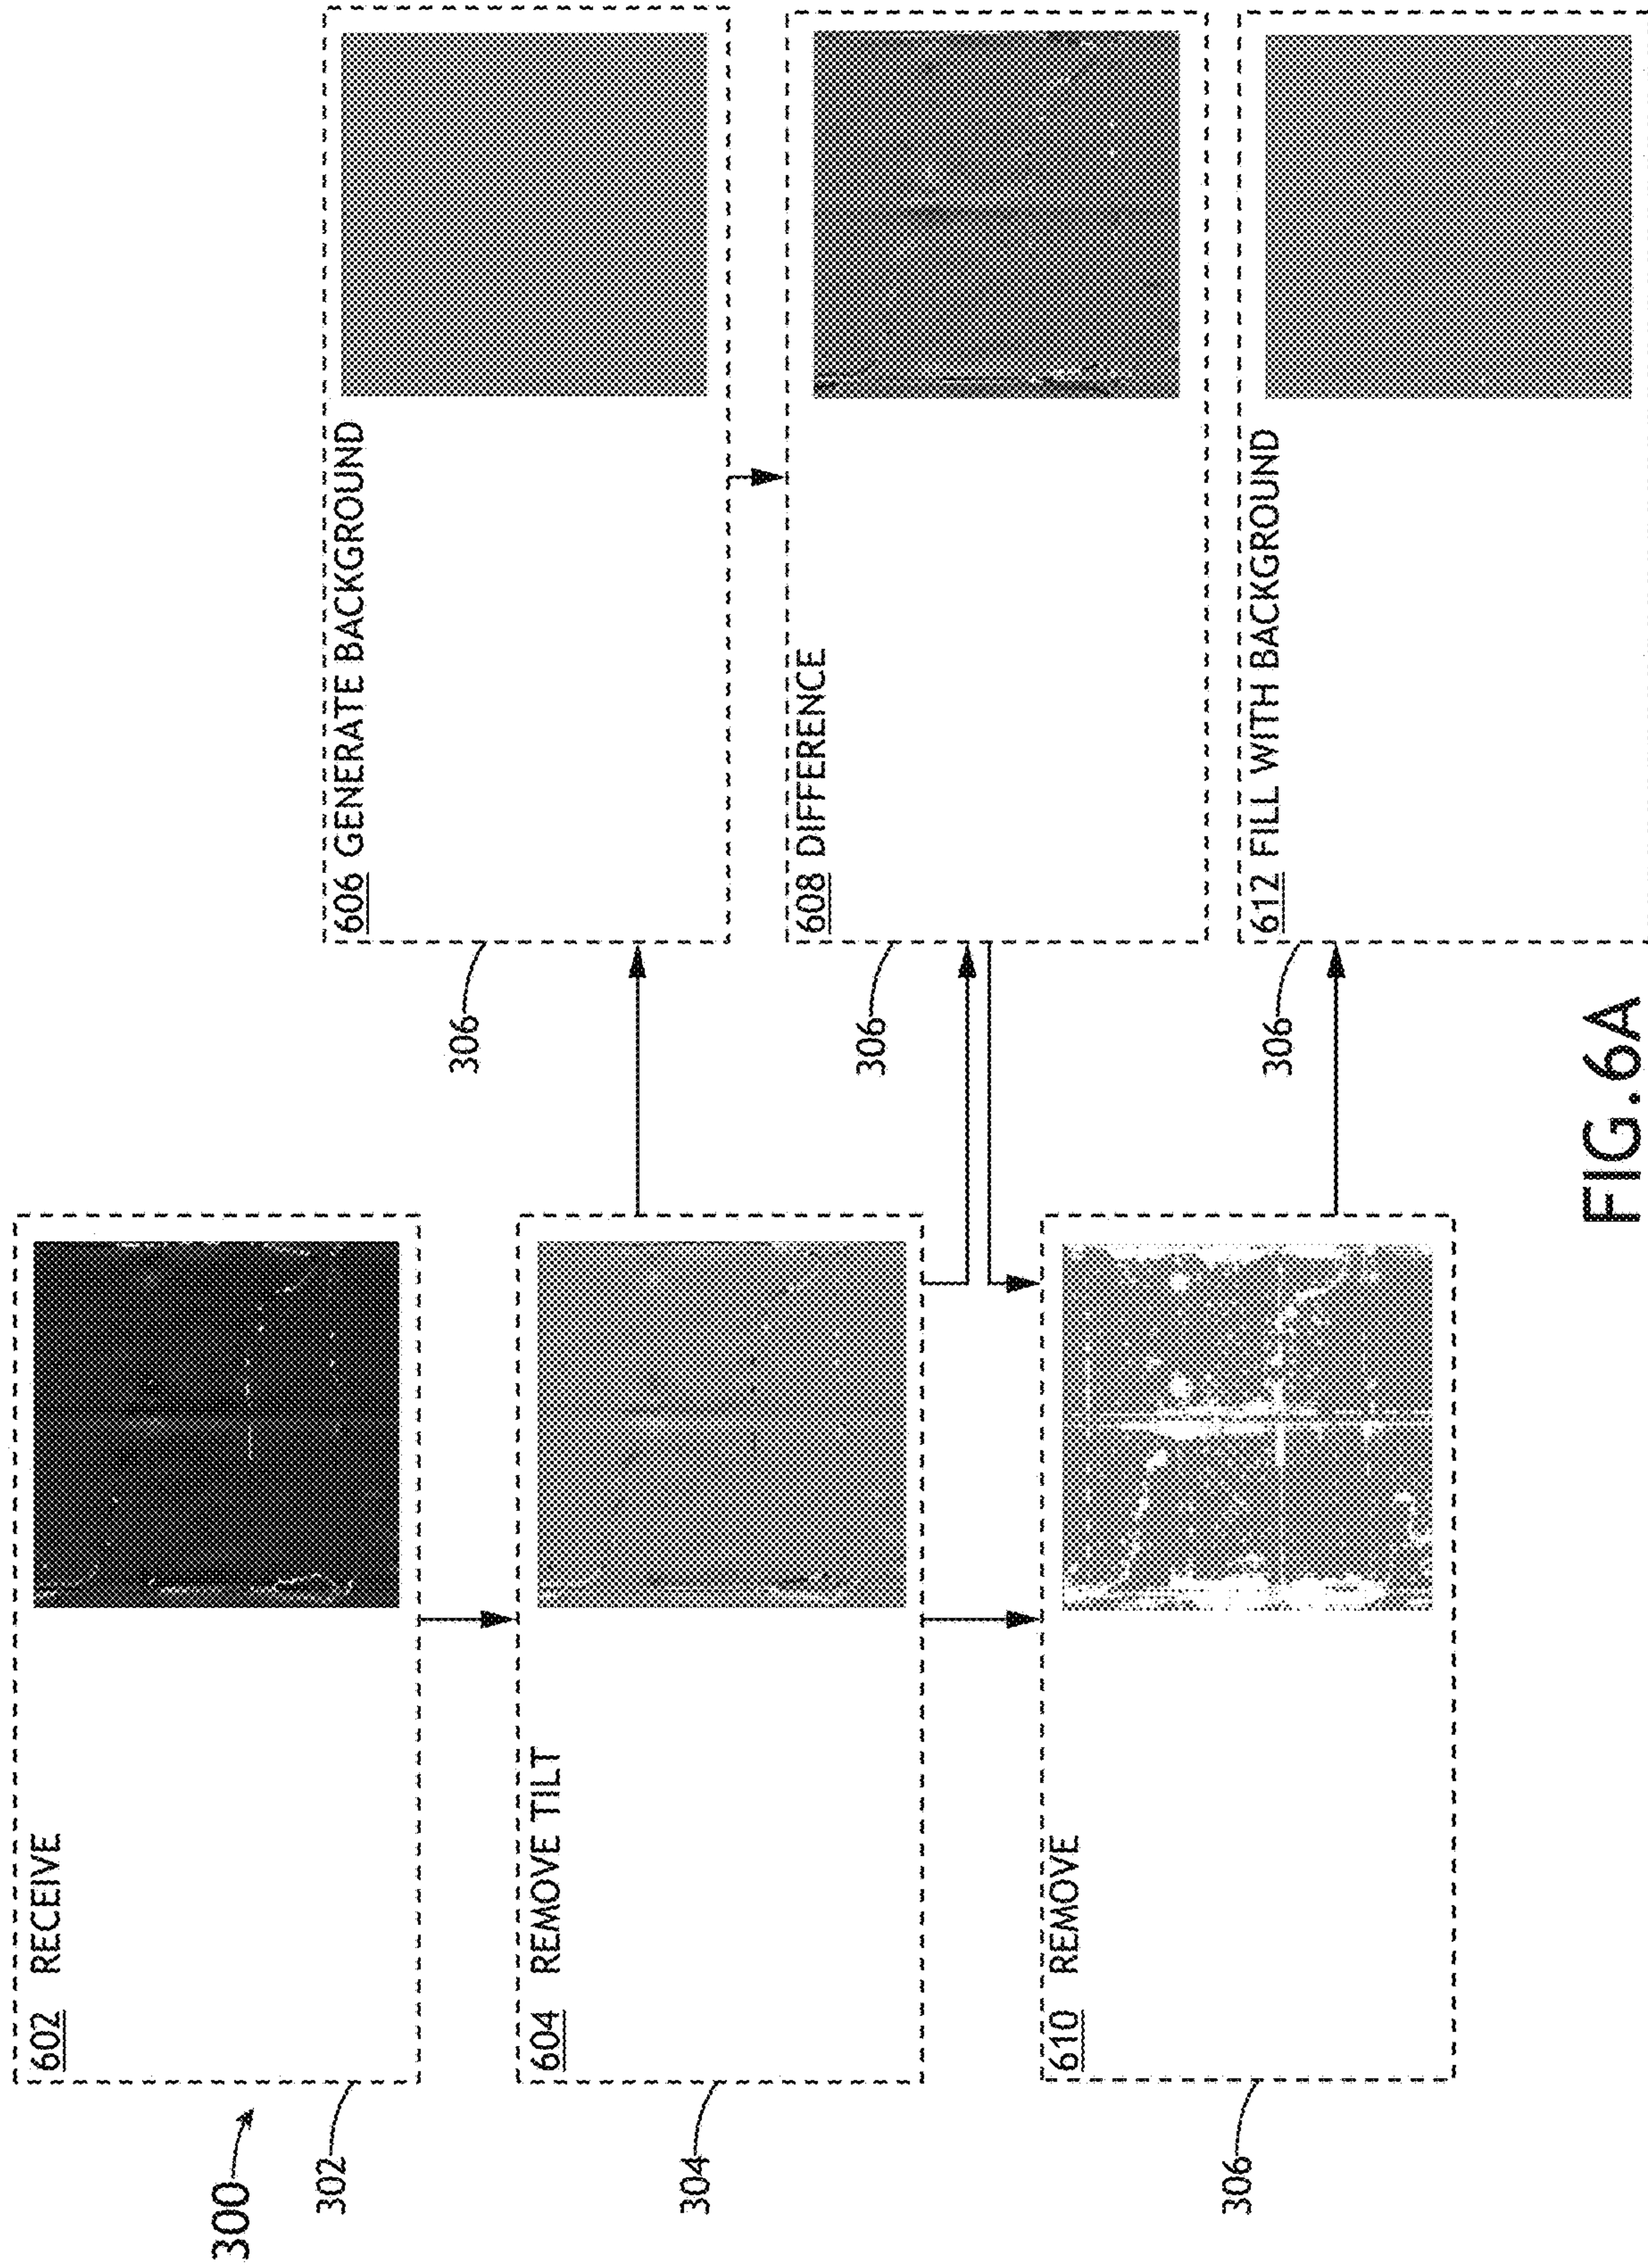 300
602 RECEIVE
302
604 REMOVE TILT
304
610 REMOVE
306
606 GENERATE BACKGROUND
306
608 DIFFERENCE
306
612 FILL WITH BACKGROUND
306
FIG.6A